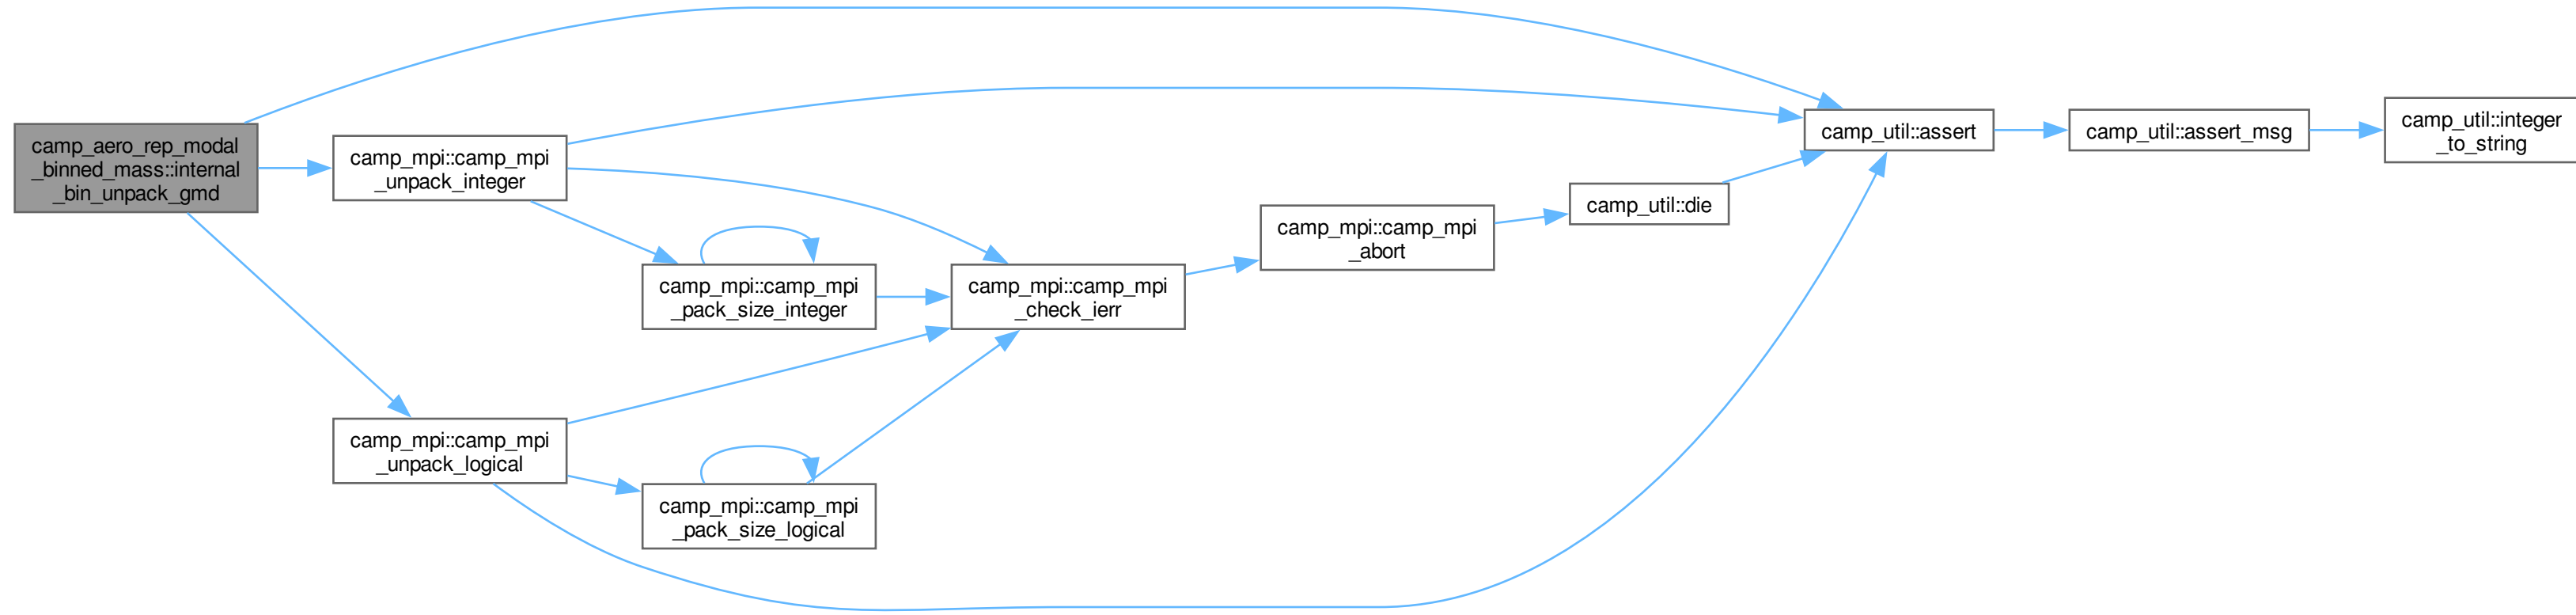 camp_aero_rep_modal
_binned_mass::internal
_bin_unpack_gmd
camp_mpi::camp_mpi
_unpack_integer
camp_mpi::camp_mpi
_unpack_logical
camp_mpi::camp_mpi
_pack_size_integer
camp_mpi::camp_mpi
_pack_size_logical
camp_mpi::camp_mpi
_check_ierr
camp_mpi::camp_mpi
_abort
camp_util::die
camp_util::assert
camp_util::assert_msg
camp_util::integer
_to_string